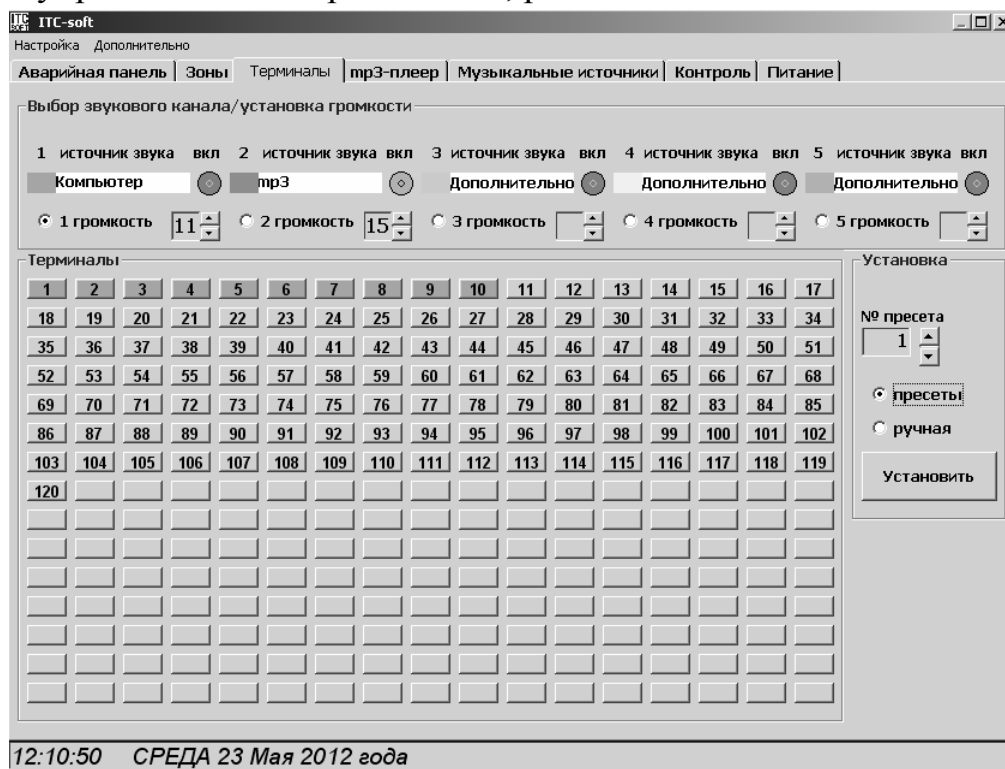 ITC-soft
Настройка Дополнительно
Аварийная панель Зоны Терминалы mp3-плеер Музыкальные источники Контроль Питание
Выбор звукового канала/установка громкости
1 источник звука вкл 2 источник звука вкл 3 источник звука вкл 4 источник звука вкл 5 источник звука вкл
Компьютер mp3 Дополнительно Дополнительно Дополнительно
1 громкость 11 2 громкость 15 3 громкость 4 громкость 5 громкость
Терминалы Установка
1 2 3 4 5 6 7 8 9 10 11 12 13 14 15 16 17
18 19 20 21 22 23 24 25 26 27 28 29 30 31 32 33 34
№ пресета
35 36 37 38 39 40 41 42 43 44 45 46 47 48 49 50 51
1
52 53 54 55 56 57 58 59 60 61 62 63 64 65 66 67 68
пресеты
69 70 71 72 73 74 75 76 77 78 79 80 81 82 83 84 85
86 87 88 89 90 91 92 93 94 95 96 97 98 99 100 101 102
ручная
103 104 105 106 107 108 109 110 111 112 113 114 115 116 117 118 119
Установить
120
12:10:50 СРЕДА 23 Мая 2012 года